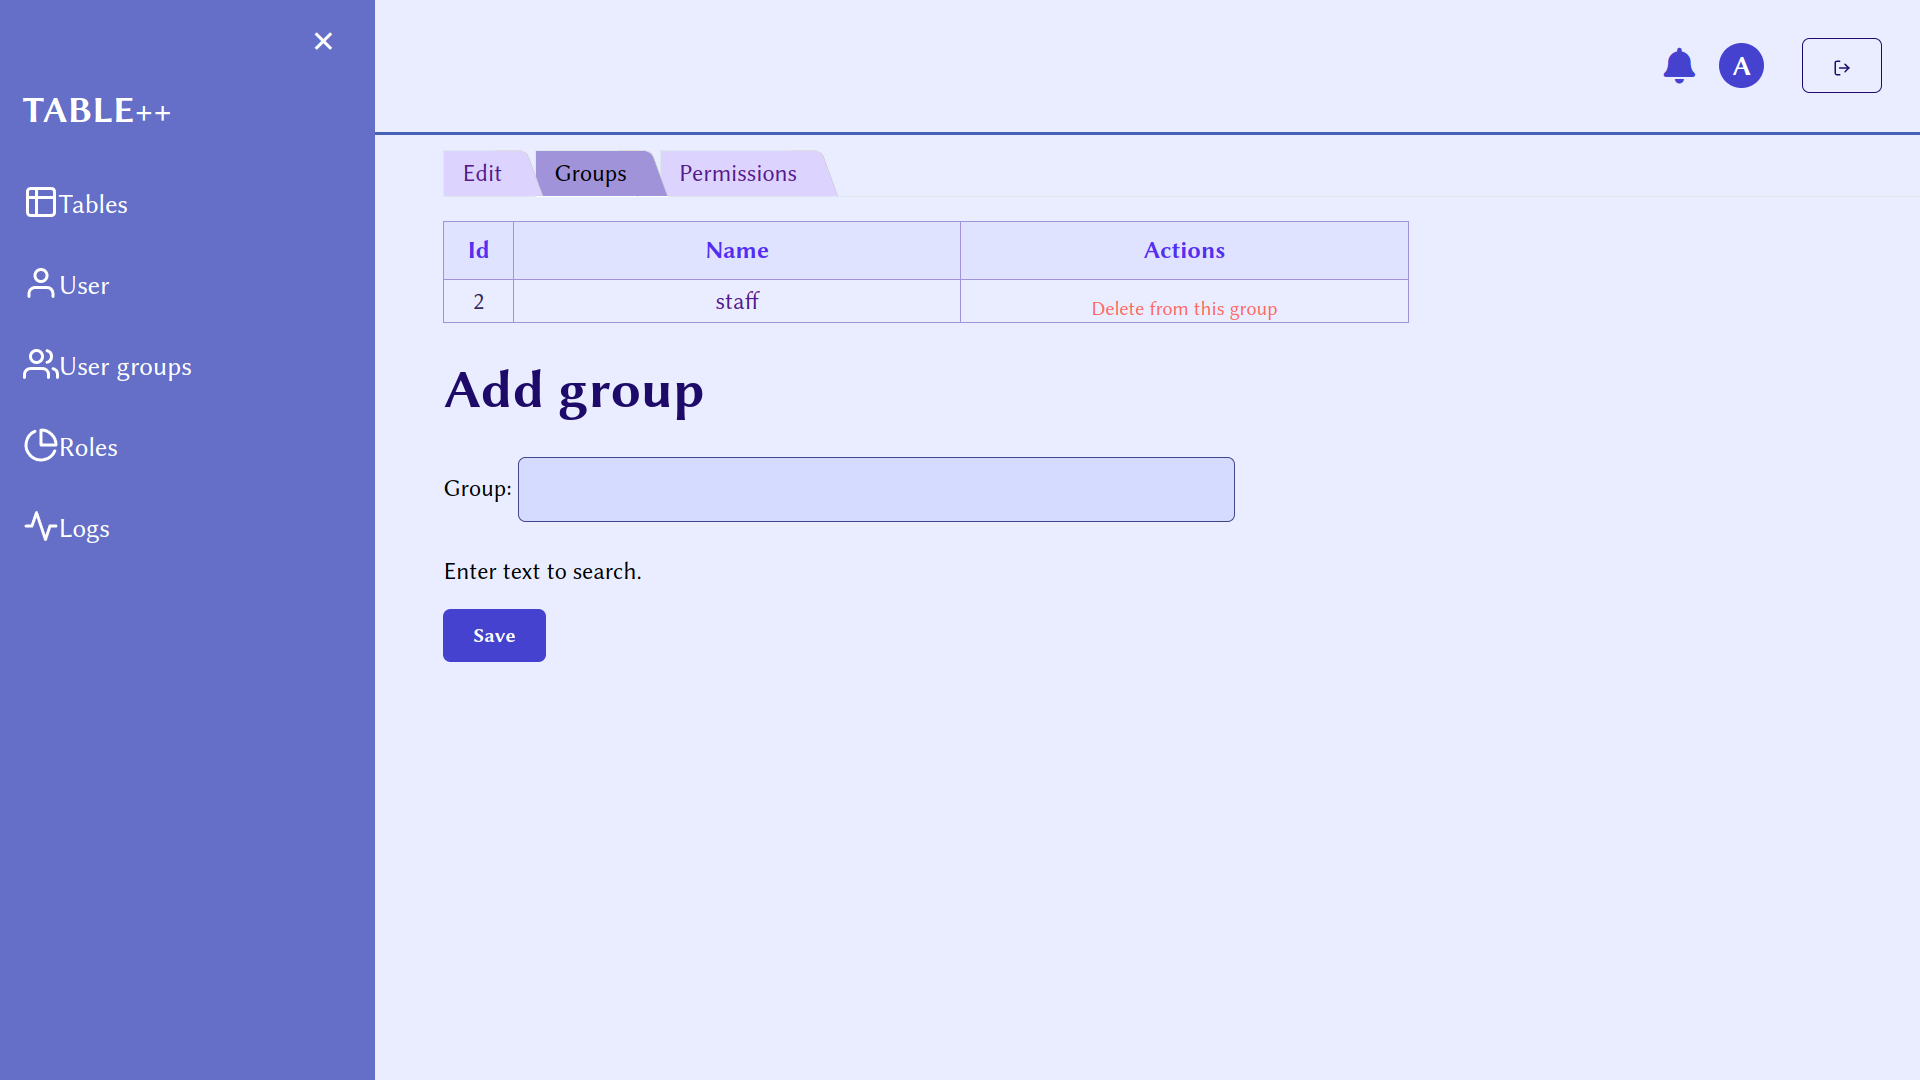 TABLE++
Tables
User
User groups
Roles
Logs
A
Edit
Groups
Permissions
Id Name Actions
2 staff Delete from this group
Add group
Group:
Enter text to search.
Save